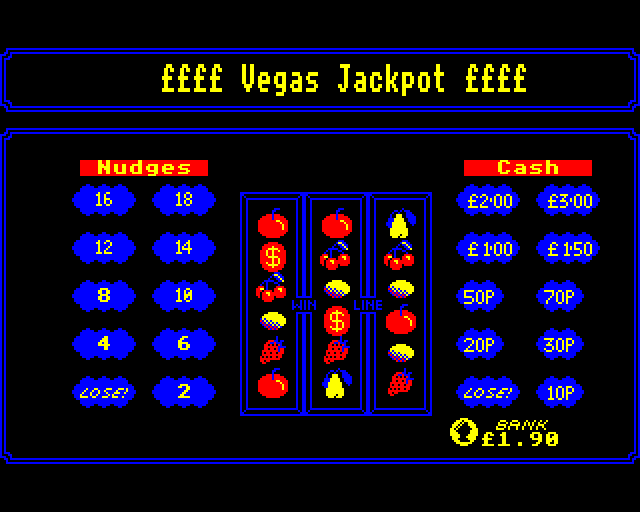 ££££ Vegas Jackpot ££££
Nudges
Cash
16 18
£2·00 £3·00
12 14
£1·00 £1·50
8 10
50P 70P
$
WIN LINE
$
4 6
20P 30P
LOSE! 2
LOSE! 10P
BANK
£1.90